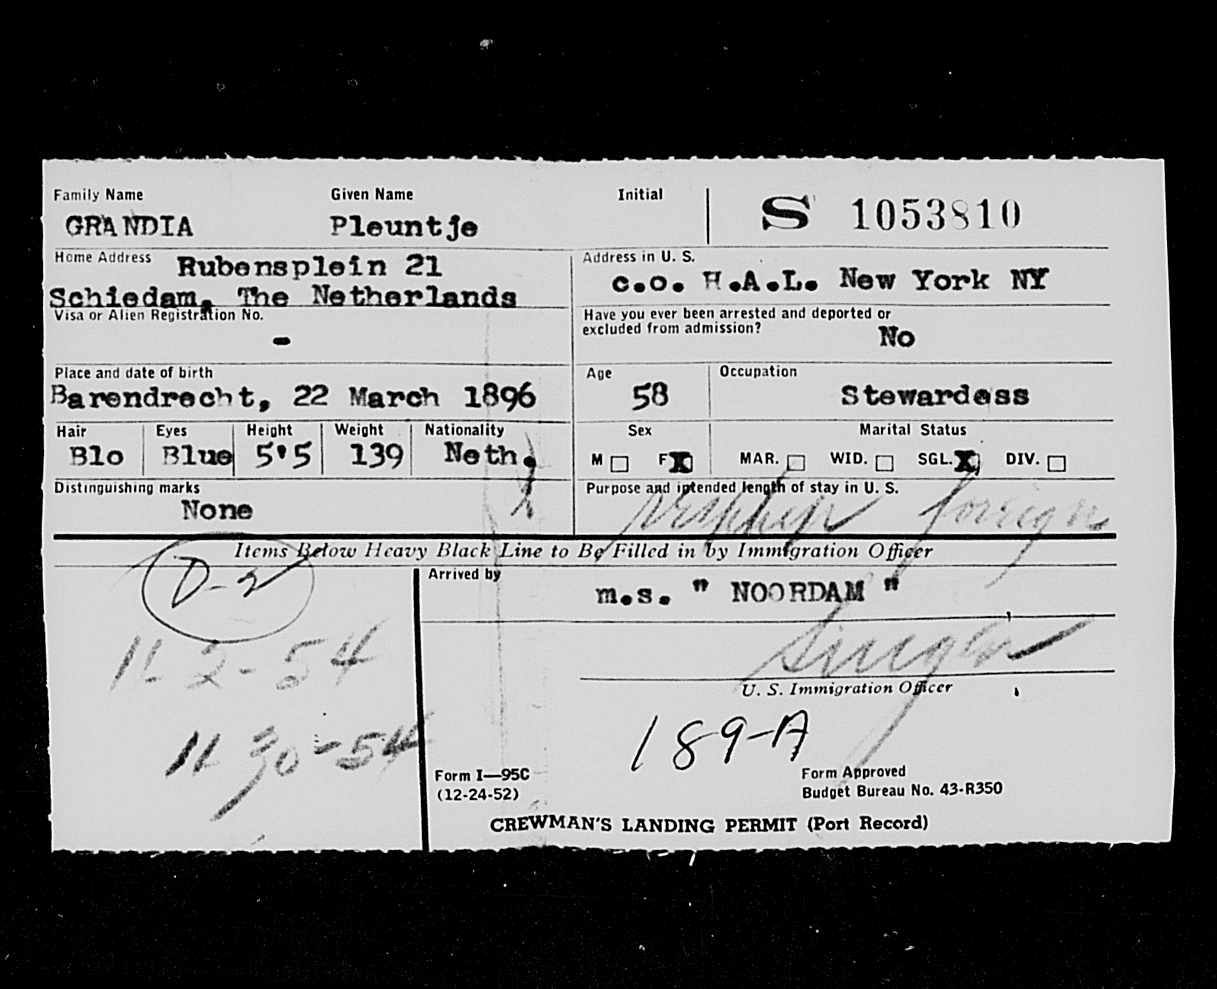 Family Name Given Name Initial
GRANDIA Pleuntje S 1053810
Home Address Rubensplein 21
Schiedam, The Netherlands
Address in U. S.
c.o. H.A.L. New York NY
Visa or Alien Registration No.
-
Have you ever been arrested and deported or
excluded from admission? No
Place and date of birth
Barendrecht, 22 March 1896
Age
58
Occupation
Stewardess
Hair Eyes Height Weight Nationality
Blo Blue 5'5 139 Neth.
Sex
M F X
Marital Status
MAR. WID. SGL. X DIV.
Distinguishing marks
None
Purpose and intended length of stay in U. S.
foreign
Items Below Heavy Black Line to Be Filled in by Immigration Officer
D-2
11-2-54
11-30-54
Arrived by
m.s. " NOORDAM "
U. S. Immigration Officer
189-A
Form I—95C
(12-24-52)
Form Approved
Budget Bureau No. 43-R350
CREWMAN'S LANDING PERMIT (Port Record)